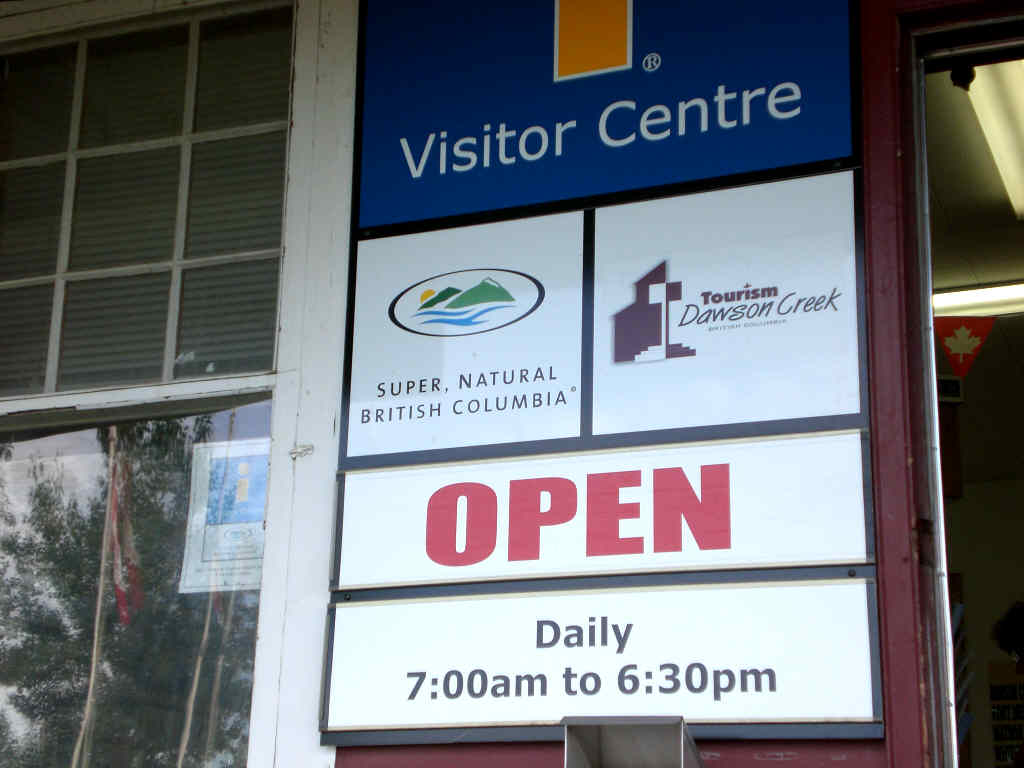 ®
Visitor Centre
SUPER, NATURAL
BRITISH COLUMBIA®
Tourism
Dawson Creek
BRITISH COLUMBIA
OPEN
Daily
7:00am to 6:30pm